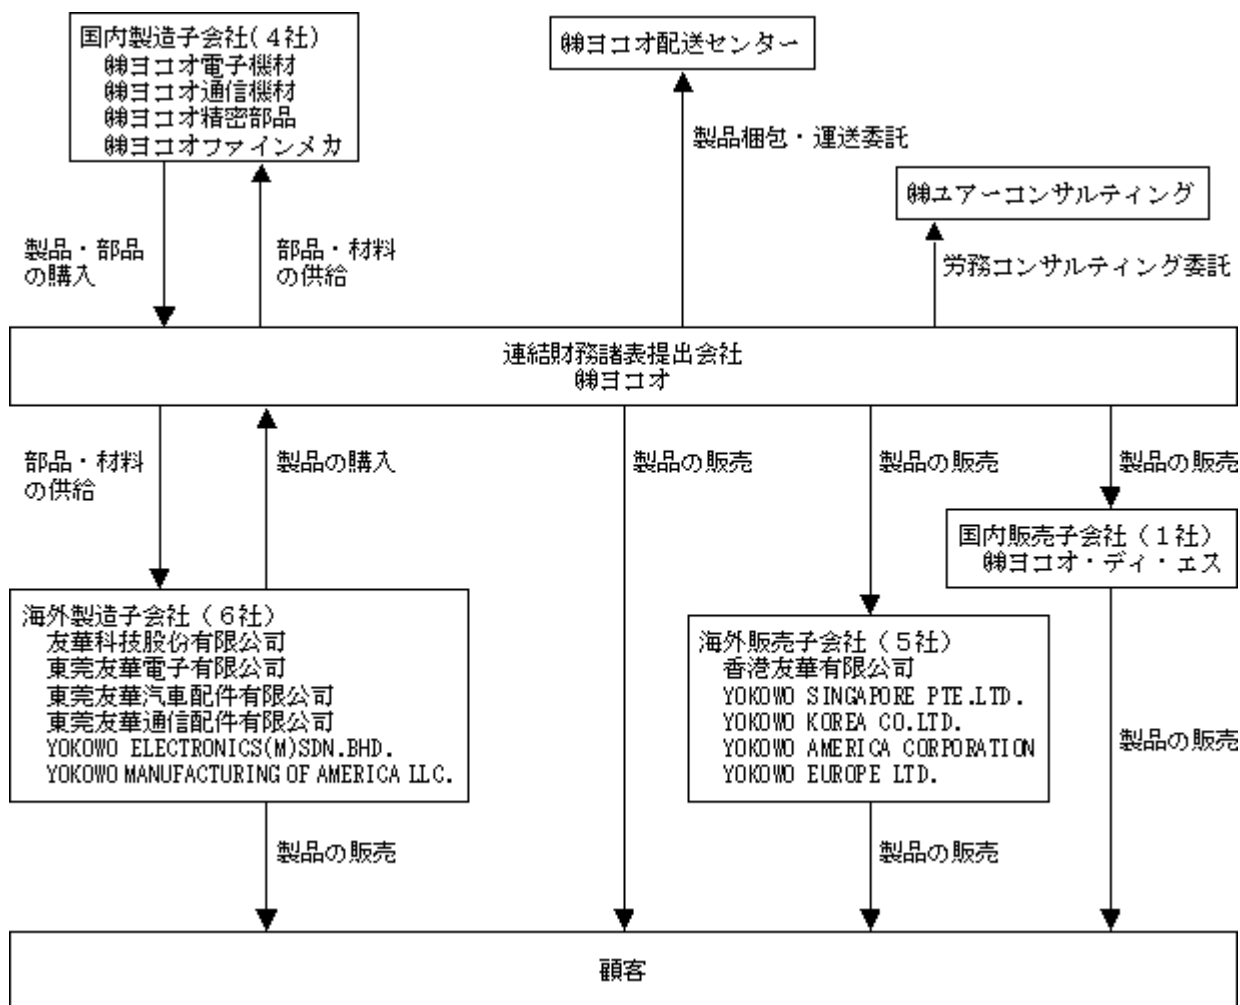 国内製造子会社(４社)
㈱ヨコオ電子機材
㈱ヨコオ通信機材
㈱ヨコオ精密部品
㈱ヨコオファインメカ
㈱ヨコオ配送センター
製品梱包・運送委託
㈱ユアーコンサルティング
製品・部品
の購入
部品・材料
の供給
労務コンサルティング委託
連結財務諸表提出会社
㈱ヨコオ
部品・材料
の供給
製品の購入
製品の販売
製品の販売
製品の販売
国内販売子会社（１社）
㈱ヨコオ・ディ・エス
海外製造子会社（６社）
友華科技股份有限公司
東莞友華電子有限公司
東莞友華汽車配件有限公司
東莞友華通信配件有限公司
YOKOWO ELECTRONICS(M)SDN.BHD.
YOKOWO MANUFACTURING OF AMERICA LLC.
海外販売子会社（５社）
香港友華有限公司
YOKOWO SINGAPORE PTE.LTD.
YOKOWO KOREA CO.LTD.
YOKOWO AMERICA CORPORATION
YOKOWO EUROPE LTD.
製品の販売
製品の販売
製品の販売
顧客